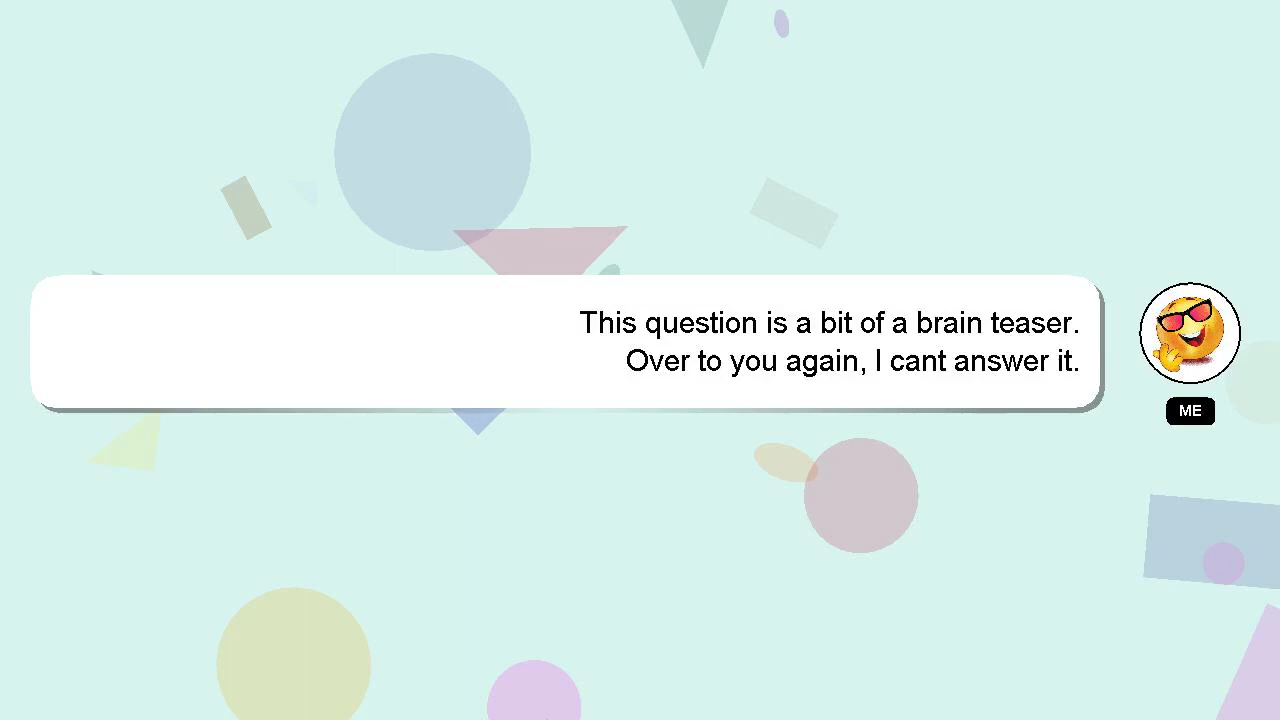 This question is a bit of a brain teaser.
Over to you again, I cant answer it.
ME